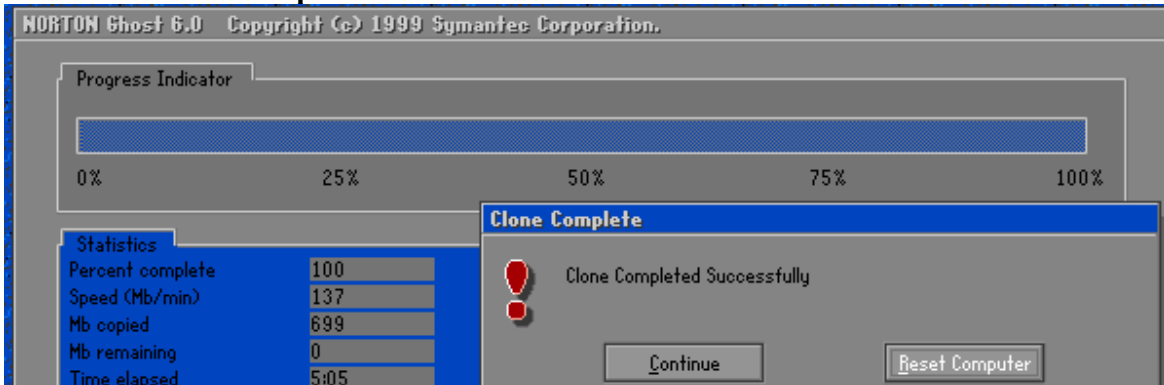 NORTON Ghost 6.0 Copyright (c) 1999 Symantec Corporation.
Progress Indicator
0% 25% 50% 75% 100%
Clone Complete
Clone Completed Successfully
Continue Reset Computer
Statistics
Percent complete 100
Speed (Mb/min) 137
Mb copied 699
Mb remaining 0
Time elapsed 5:05